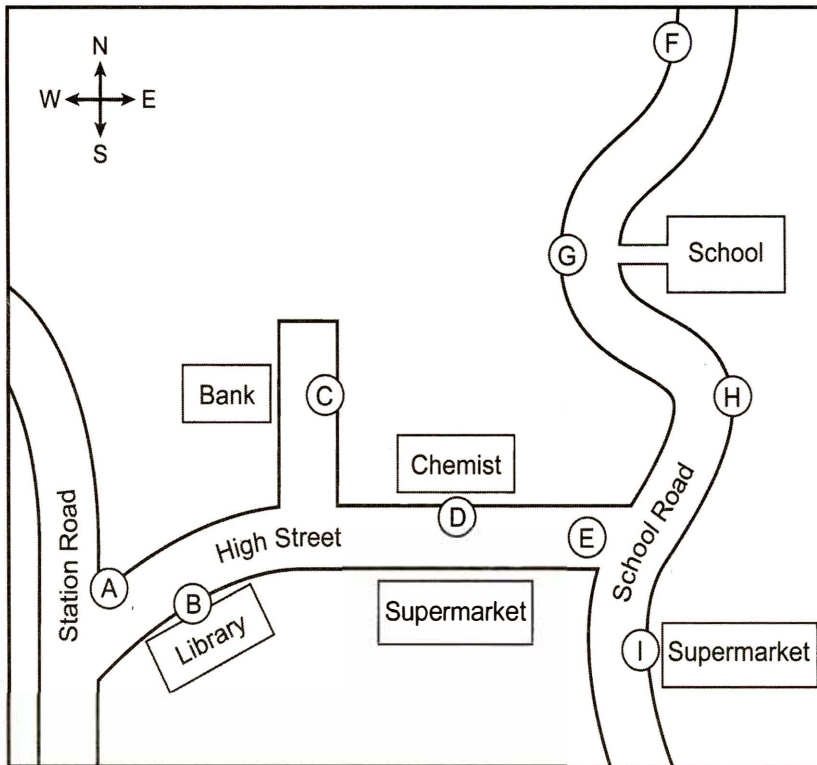 F
N
W E
S
G
School
Bank
C
H
Chemist
D
E
High Street
School Road
Station Road
A
B
Library
Supermarket
I
Supermarket